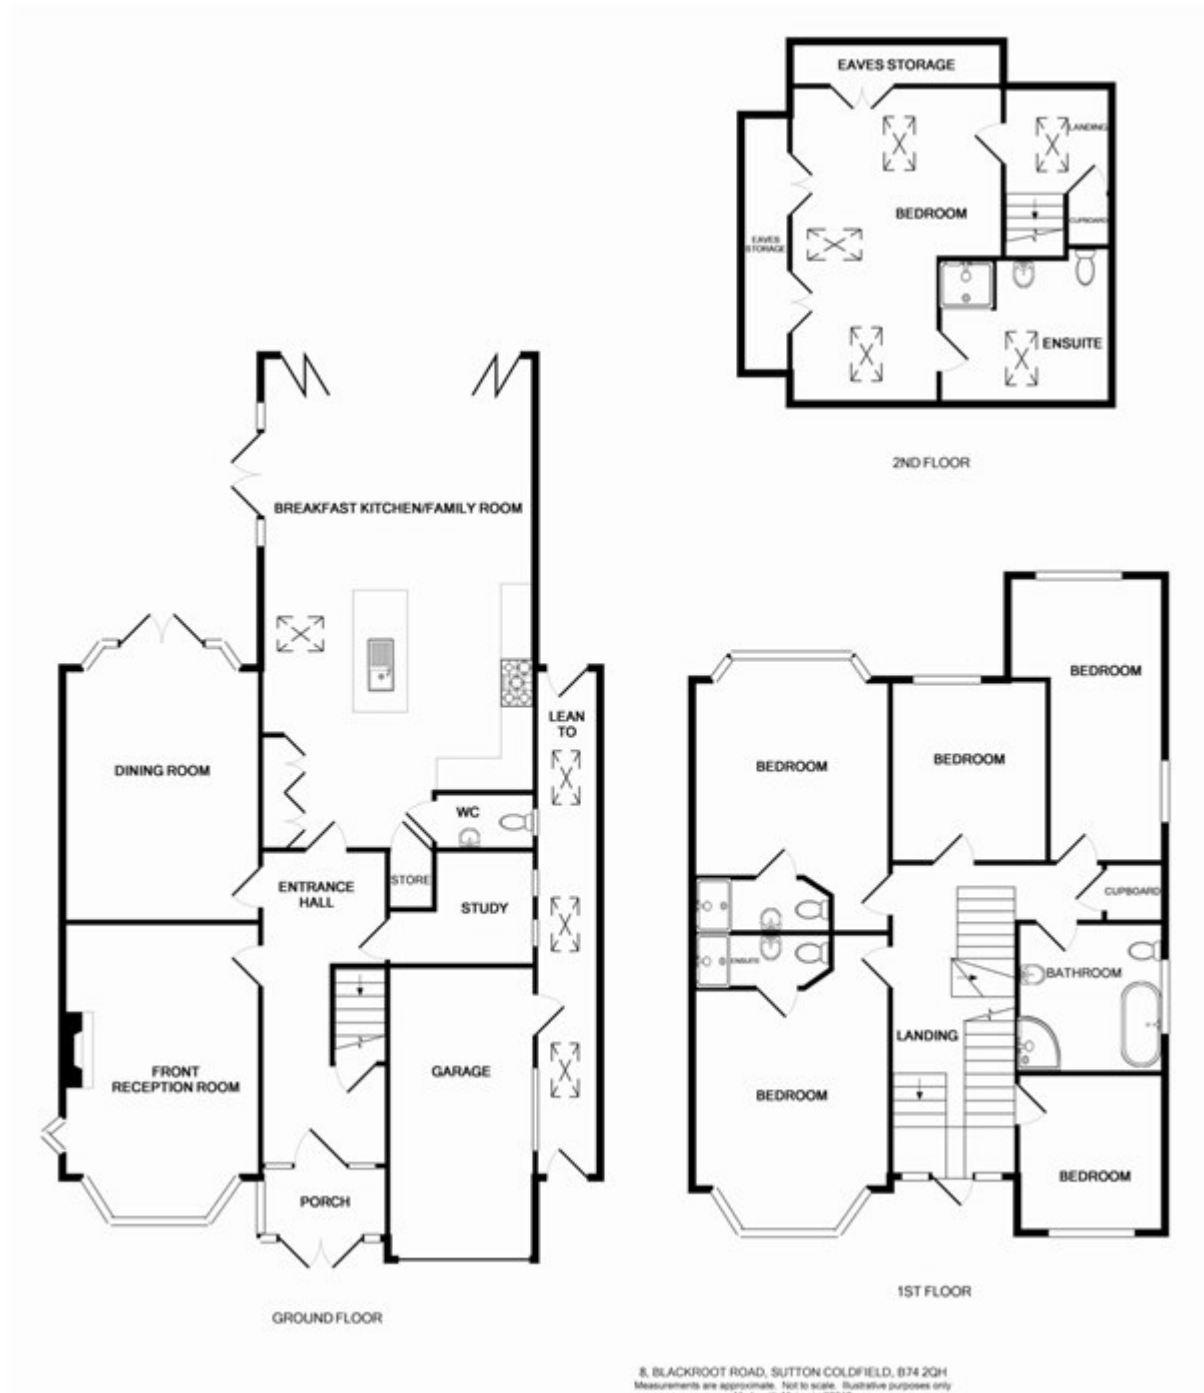 EAVES STORAGE
LANDING
BEDROOM
CUPBOARD
EAVES
STORAGE
ENSUITE
2ND FLOOR
BREAKFAST KITCHEN/FAMILY ROOM
LEAN
TO
DINING ROOM
WC
ENTRANCE
HALL
STORE
STUDY
FRONT
RECEPTION ROOM
GARAGE
PORCH
GROUND FLOOR
BEDROOM
BEDROOM
BEDROOM
CUPBOARD
ENSUITE
BATHROOM
LANDING
BEDROOM
BEDROOM
1ST FLOOR
8, BLACKROOT ROAD, SUTTON COLDFIELD, B74 2QH
Measurements are approximate. Not to scale. Illustrative purposes only